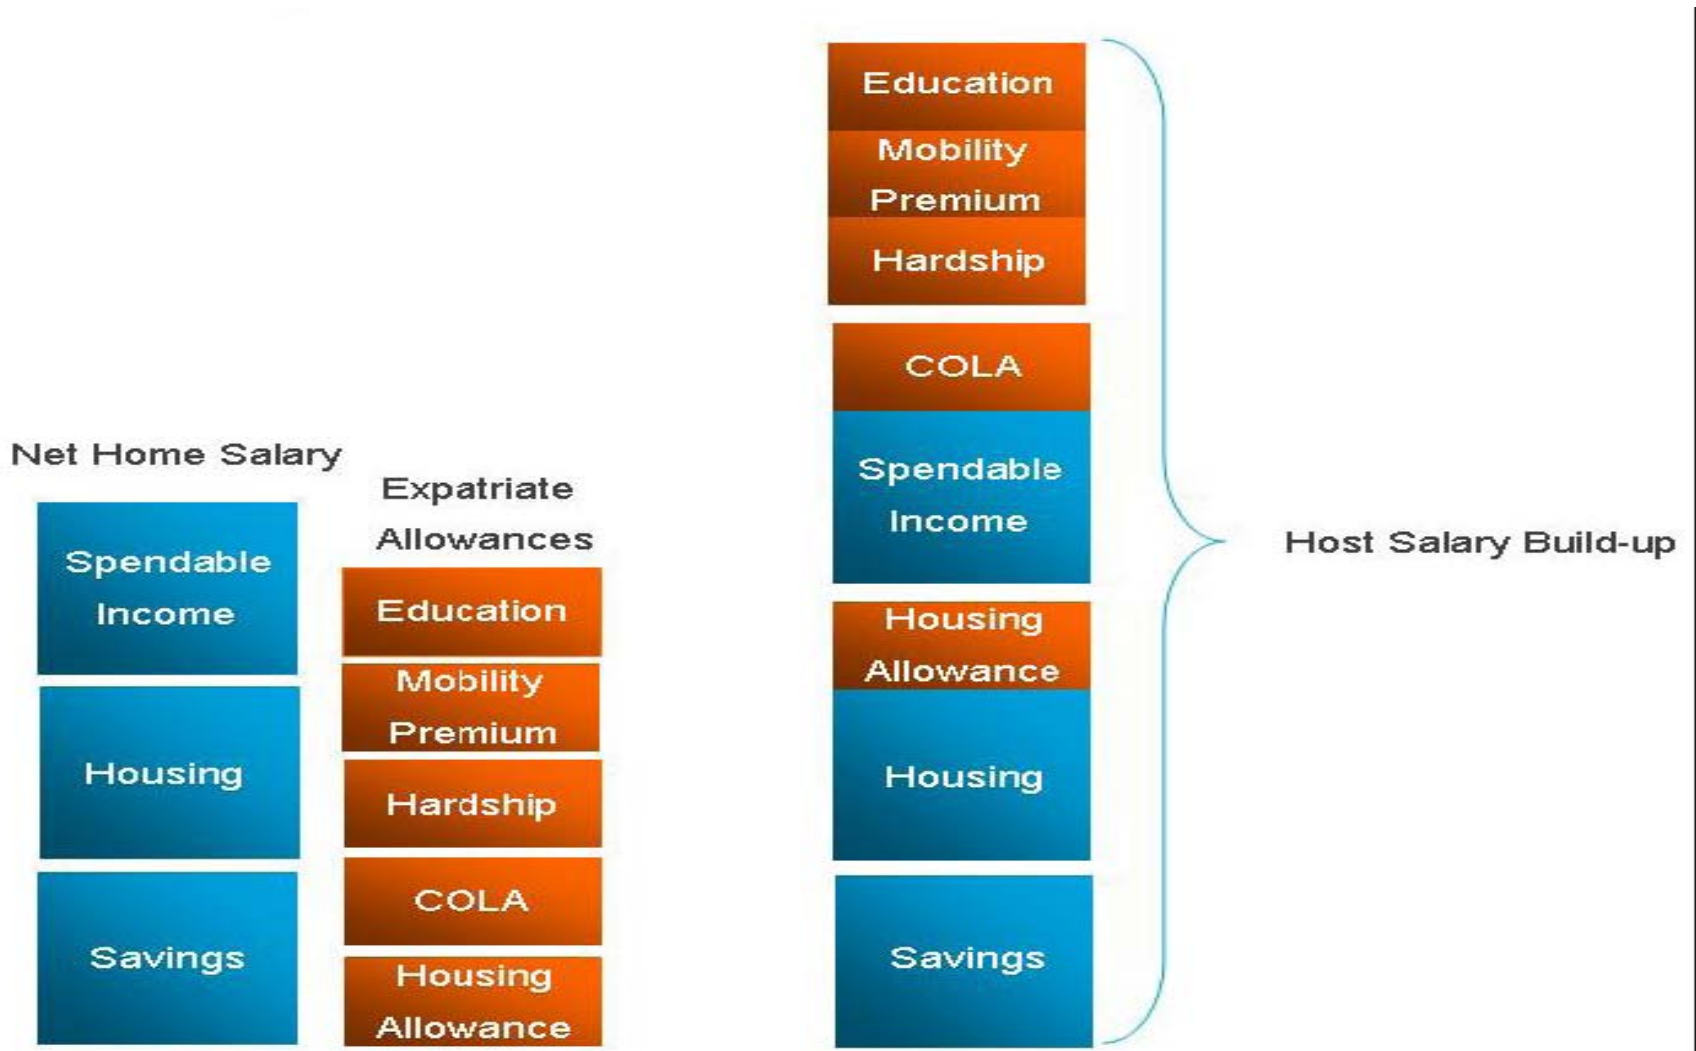 Net Home Salary
Spendable
Income
Housing
Savings
Expatriate
Allowances
Education
Mobility
Premium
Hardship
COLA
Housing
Allowance
Education
Mobility
Premium
Hardship
COLA
Spendable
Income
Housing
Allowance
Housing
Savings
Host Salary Build-up